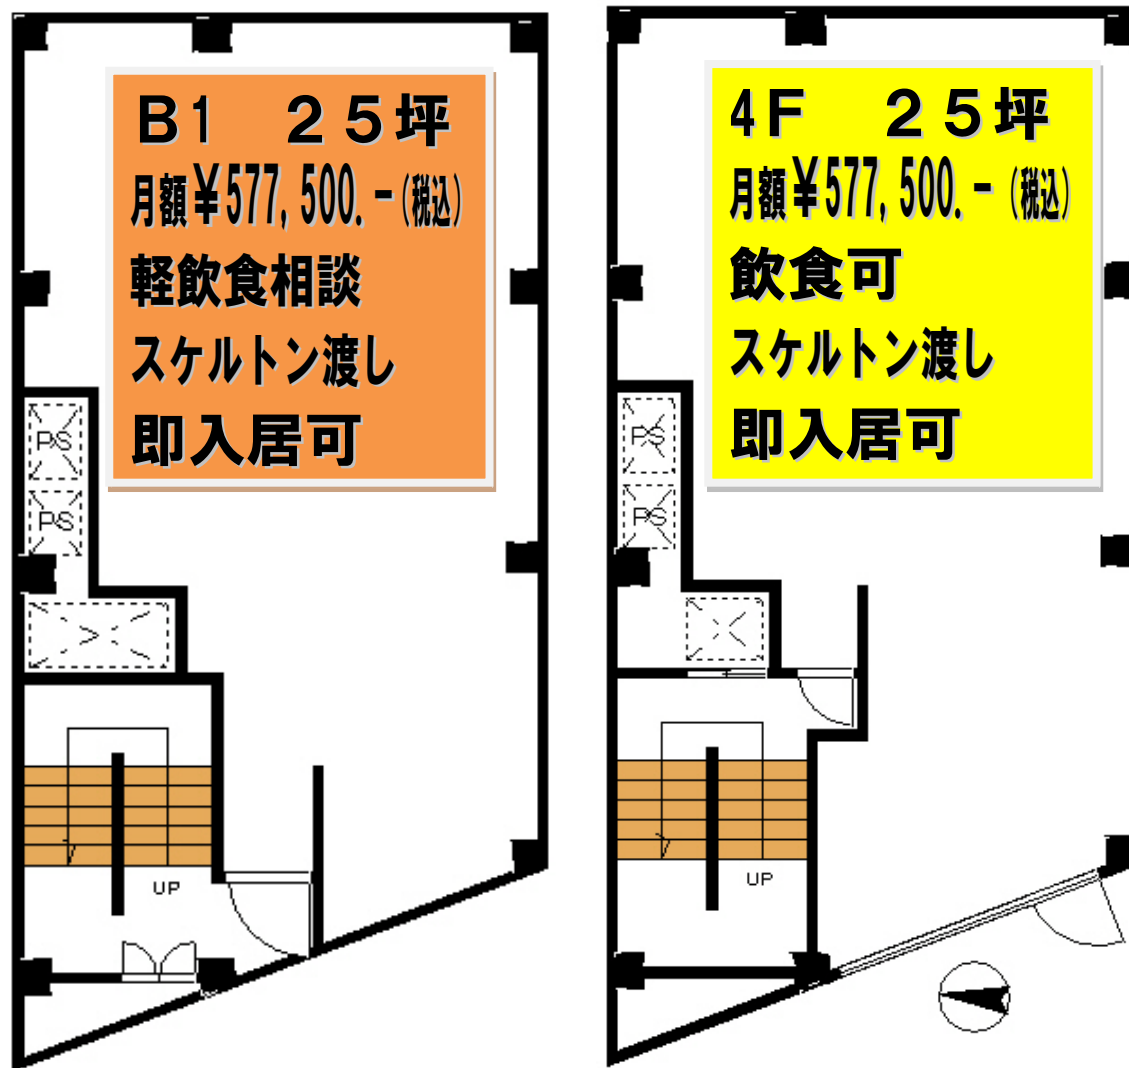 B1　２５坪
月額￥577,500.-(税込)
軽飲食相談
スケルトン渡し
即入居可
PS
PS
UP
4F　２５坪
月額￥577,500.-(税込)
飲食可
スケルトン渡し
即入居可
PS
PS
UP